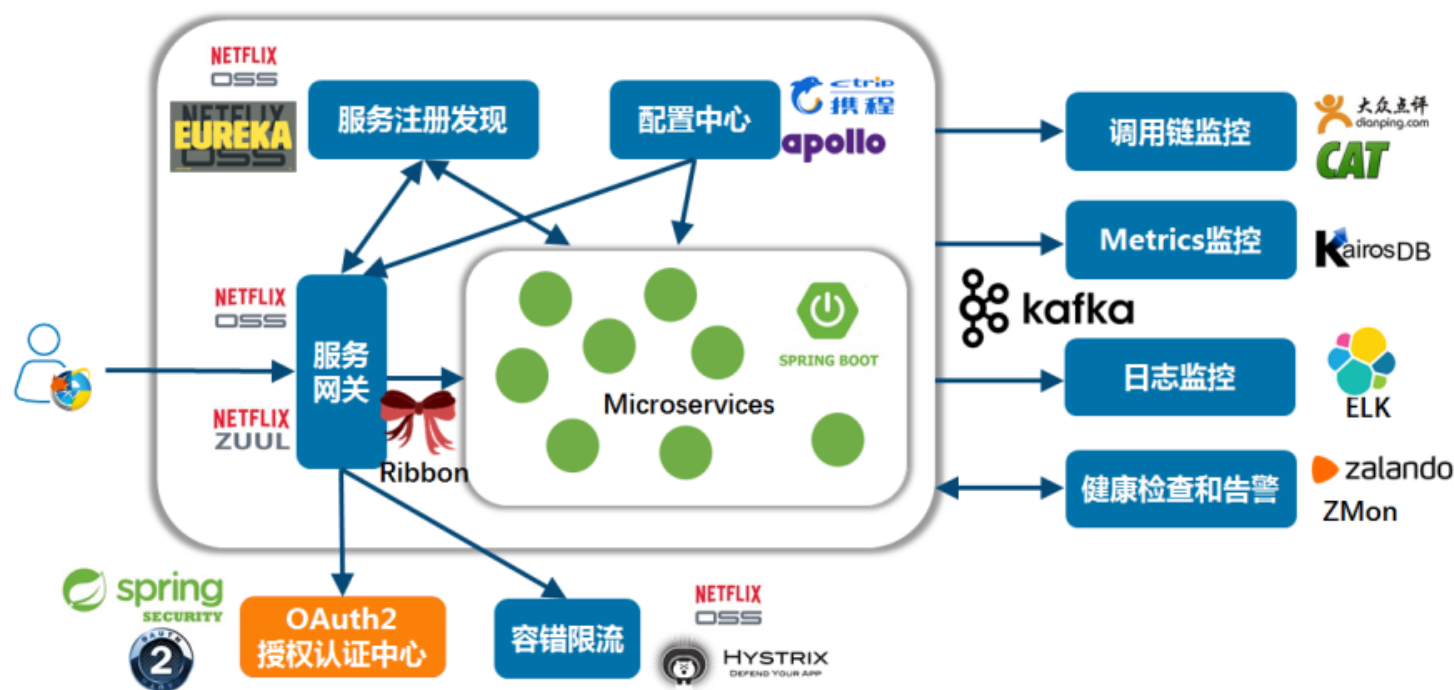 NETFLIX
OSS
NETFLIX
EUREKA
OSS
服务注册发现
配置中心
ctrip
携程
apollo
调用链监控
大众点评
dianping.com
CAT
Metrics监控
KairosDB
NETFLIX
OSS
服务
网关
NETFLIX
ZUUL
Ribbon
SPRING BOOT
Microservices
kafka
日志监控
ELK
健康检查和告警
zalando
ZMon
spring
SECURITY
OAUTH
2
OAuth2
授权认证中心
容错限流
NETFLIX
OSS
HYSTRIX
DEFEND YOUR APP